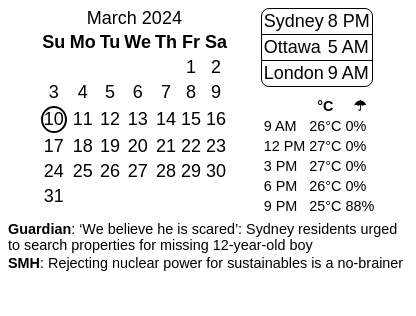 March 2024
Su Mo Tu We Th Fr Sa
1 2
3 4 5 6 7 8 9
10 11 12 13 14 15 16
17 18 19 20 21 22 23
24 25 26 27 28 29 30
31
Sydney 8 PM
Ottawa 5 AM
London 9 AM
°C ☂
9 AM 26°C 0%
12 PM 27°C 0%
3 PM 27°C 0%
6 PM 26°C 0%
9 PM 25°C 88%
Guardian: ‘We believe he is scared’: Sydney residents urged
to search properties for missing 12-year-old boy
SMH: Rejecting nuclear power for sustainables is a no-brainer